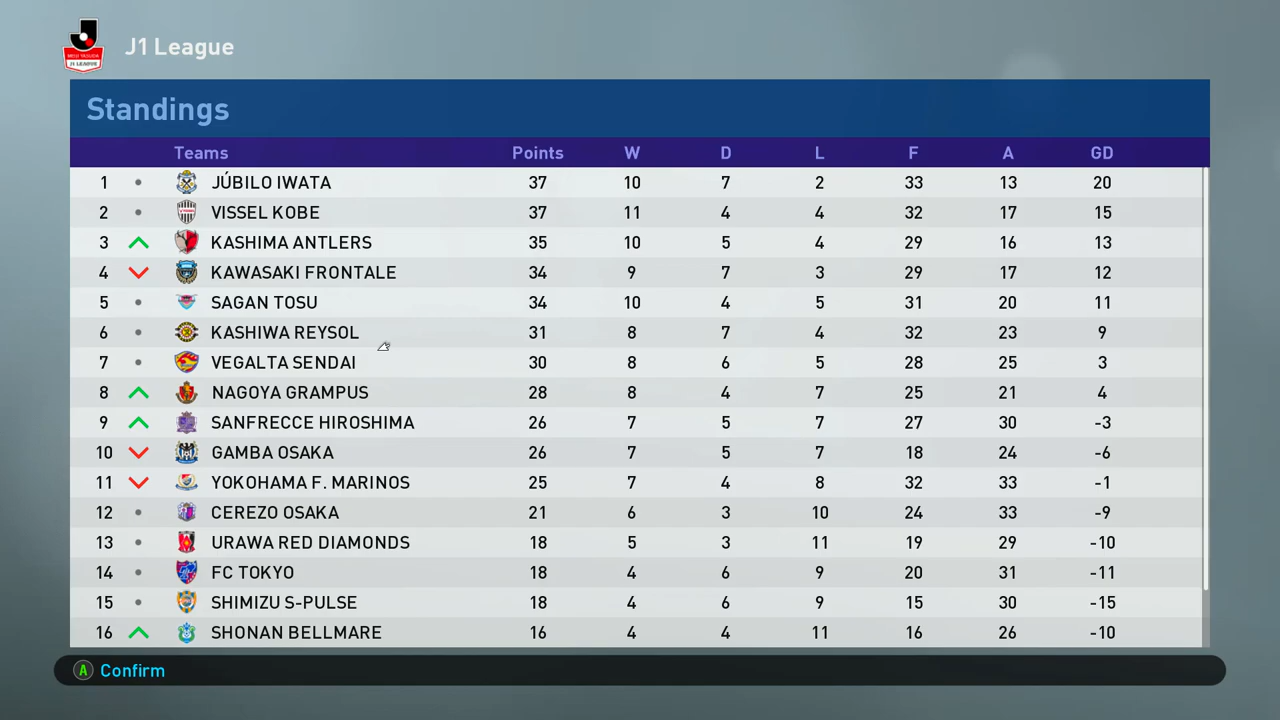 J1 League
Standings
Teams Points W D L F A GD
1 JÚBILO IWATA 37 10 7 2 33 13 20
2 VISSEL KOBE 37 11 4 4 32 17 15
3 KASHIMA ANTLERS 35 10 5 4 29 16 13
4 KAWASAKI FRONTALE 34 9 7 3 29 17 12
5 SAGAN TOSU 34 10 4 5 31 20 11
6 KASHIWA REYSOL 31 8 7 4 32 23 9
7 VEGALTA SENDAI 30 8 6 5 28 25 3
8 NAGOYA GRAMPUS 28 8 4 7 25 21 4
9 SANFRECCE HIROSHIMA 26 7 5 7 27 30 -3
10 GAMBA OSAKA 26 7 5 7 18 24 -6
11 YOKOHAMA F. MARINOS 25 7 4 8 32 33 -1
12 CEREZO OSAKA 21 6 3 10 24 33 -9
13 URAWA RED DIAMONDS 18 5 3 11 19 29 -10
14 FC TOKYO 18 4 6 9 20 31 -11
15 SHIMIZU S-PULSE 18 4 6 9 15 30 -15
16 SHONAN BELLMARE 16 4 4 11 16 26 -10
A Confirm